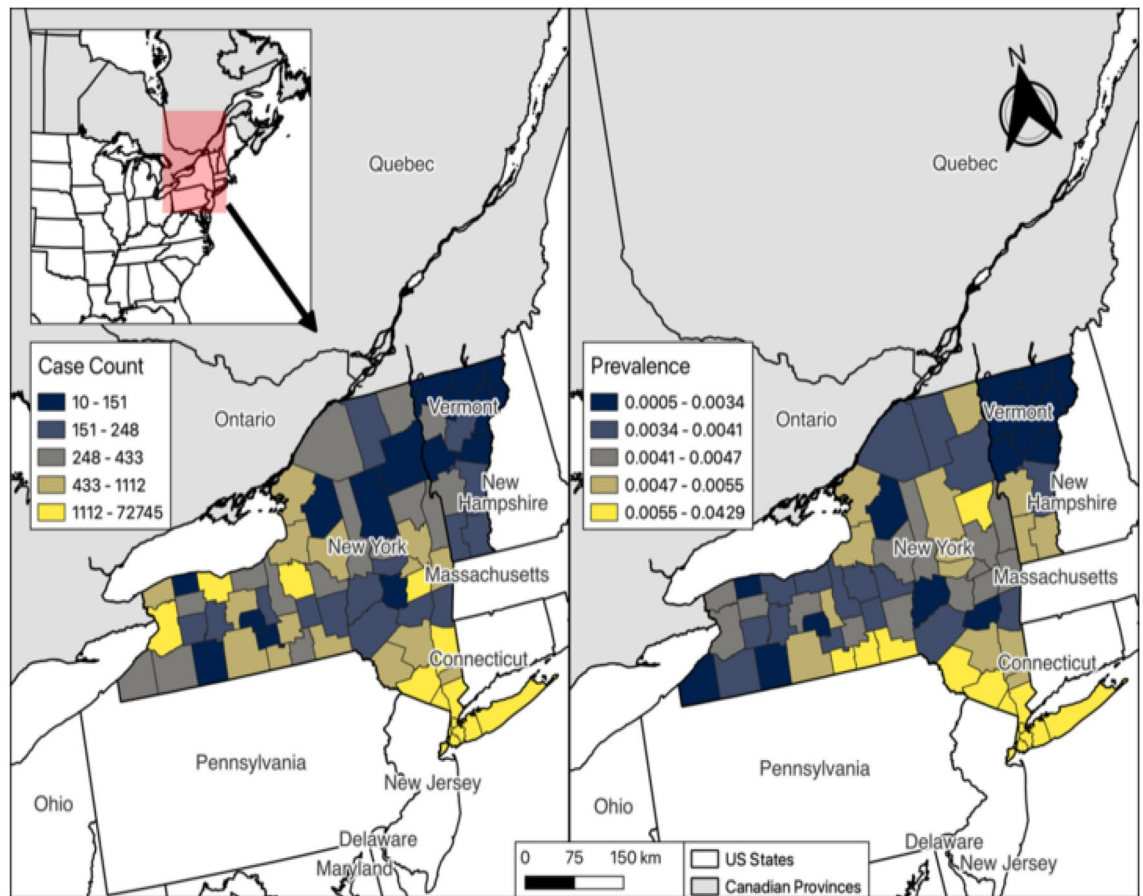 Quebec
Case Count
10 - 151
151 - 248
248 - 433
433 - 1112
1112 - 72745
Ontario
Vermont
New
Hampshire
New York
Massachusetts
Connecticut
Pennsylvania
New Jersey
Ohio
Delaware
Maryland
N
Quebec
Prevalence
0.0005 - 0.0034
0.0034 - 0.0041
0.0041 - 0.0047
0.0047 - 0.0055
0.0055 - 0.0429
Ontario
Vermont
New
Hampshire
New York
Massachusetts
Connecticut
Pennsylvania
Ohio
Delaware
New Jersey
0 75 150 km
US States
Canadian Provinces